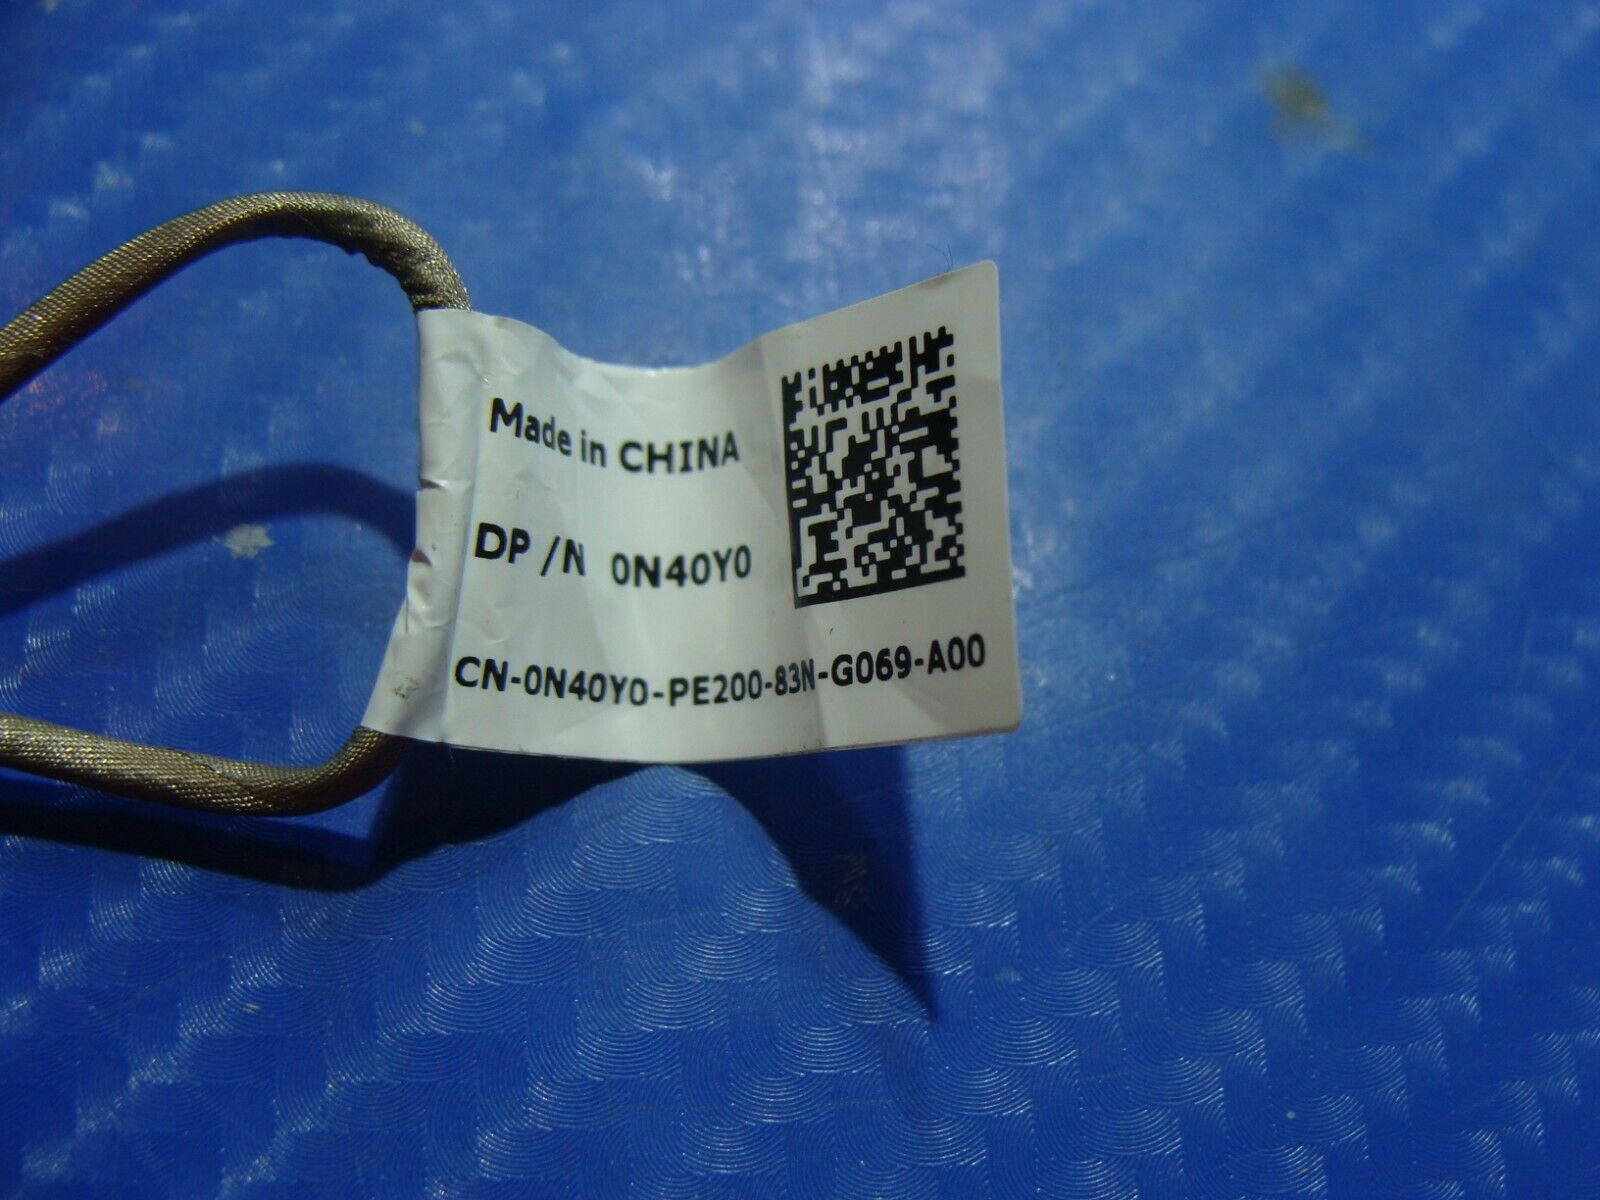 Made in CHINA
DP /N 0N40Y0
CN-0N40Y0-PE200-83N-G069-A00